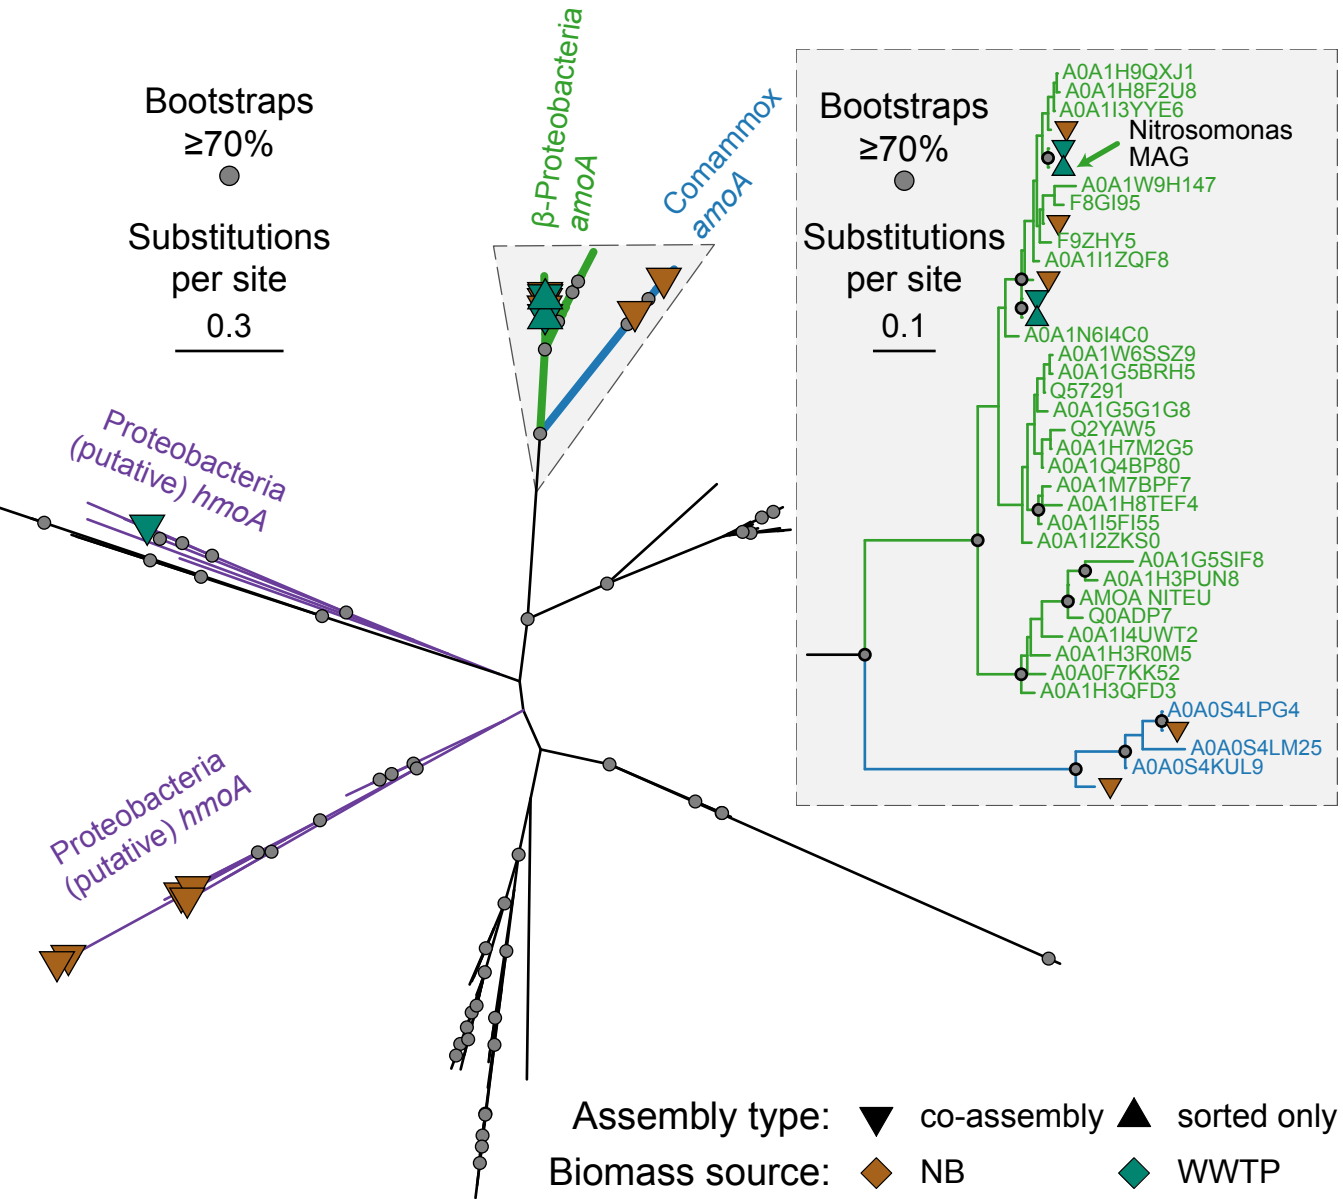 Bootstraps
≥70%
Substitutions
per site
0.3
β-Proteobacteria
amoA
Comammox
amoA
Proteobacteria
(putative) hmoA
Proteobacteria
(putative) hmoA
Bootstraps
≥70%
Substitutions
per site
0.1
A0A1H9QXJ1
A0A1H8F2U8
A0A1I3YYE6
Nitrosomonas
MAG
A0A1W9H147
F8GI95
F9ZHY5
A0A1I1ZQF8
A0A1N6I4C0
A0A1W6SSZ9
A0A1G5BRH5
Q57291
A0A1G5G1G8
Q2YAW5
A0A1H7M2G5
A0A1Q4BP80
A0A1M7BPF7
A0A1H8TEF4
A0A1I5FI55
A0A1I2ZKS0
A0A1G5SIF8
A0A1H3PUN8
AMOA NITEU
Q0ADP7
A0A1I4UWT2
A0A1H3R0M5
A0A0F7KK52
A0A1H3QFD3
A0A0S4LPG4
A0A0S4LM25
A0A0S4KUL9
Assembly type: co-assembly sorted only
Biomass source: NB WWTP